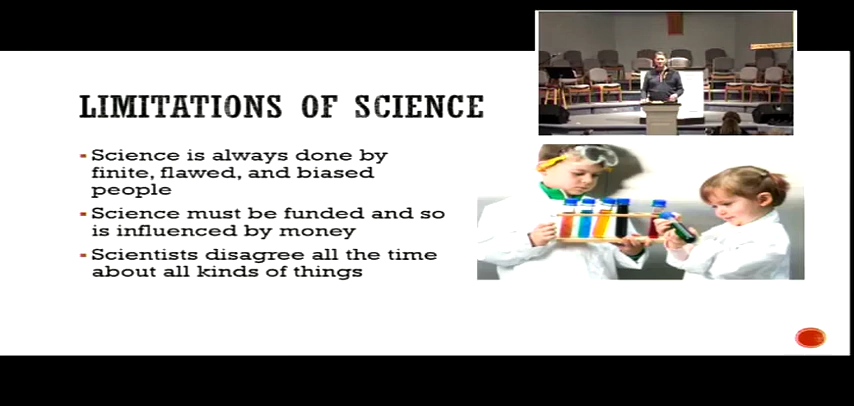 LIMITATIONS OF SCIENCE
Science is always done by
finite, flawed, and biased
people
Science must be funded and so
is influenced by money
Scientists disagree all the time
about all kinds of things